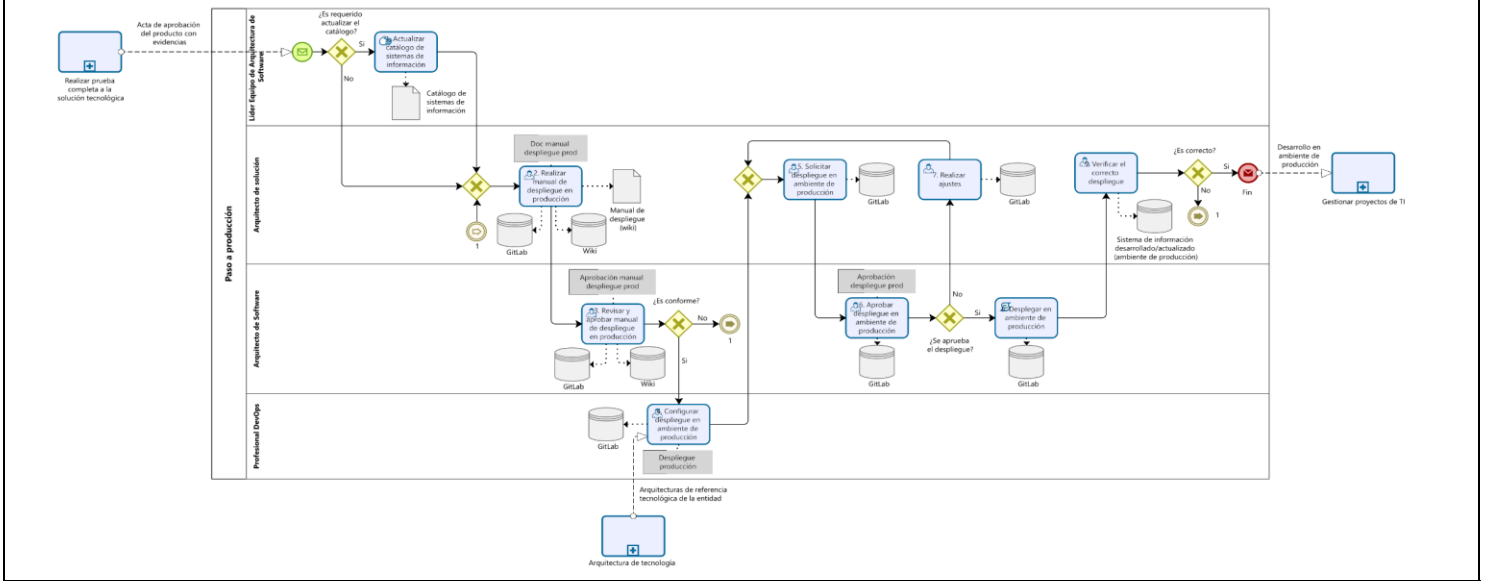 Acta de aprobación
del producto con
evidencias
Realizar prueba
completa a la
solución tecnológica
Paso a producción
Líder Equipo de Arquitectura de
Software
¿Es requerido
actualizar el
catálogo?
Si
No
Actualizar
catálogo de
sistemas de
información
Catálogo de
sistemas de
información
Arquitecto de solución
1
Doc manual
despliegue prod
2. Realizar
manual de
despliegue en
producción
Manual de
despliegue
(wiki)
GitLab
Wiki
5. Solicitar
despliegue en
ambiente de
producción
GitLab
7. Realizar
ajustes
GitLab
Verificar el
correcto
despliegue
Sistema de información
desarrollado/actualizado
(ambiente de producción)
¿Es correcto?
Si
No
1
Fin
Desarrollo en
ambiente de
producción
Gestionar proyectos de TI
Arquitecto de Software
Aprobación manual
despliegue prod
3. Revisar y
aprobar manual
de despliegue
en producción
GitLab
Wiki
¿Es conforme?
No
1
Si
Aprobación
despliegue prod
6. Aprobar
despliegue en
ambiente de
producción
GitLab
¿Se aprueba
el despliegue?
No
Si
Desplegar en
ambiente de
producción
GitLab
Profesional DevOps
Configurar
despliegue en
ambiente de
producción
GitLab
Despliegue
producción
Arquitecturas de referencia
tecnológica de la entidad
Arquitectura de tecnología